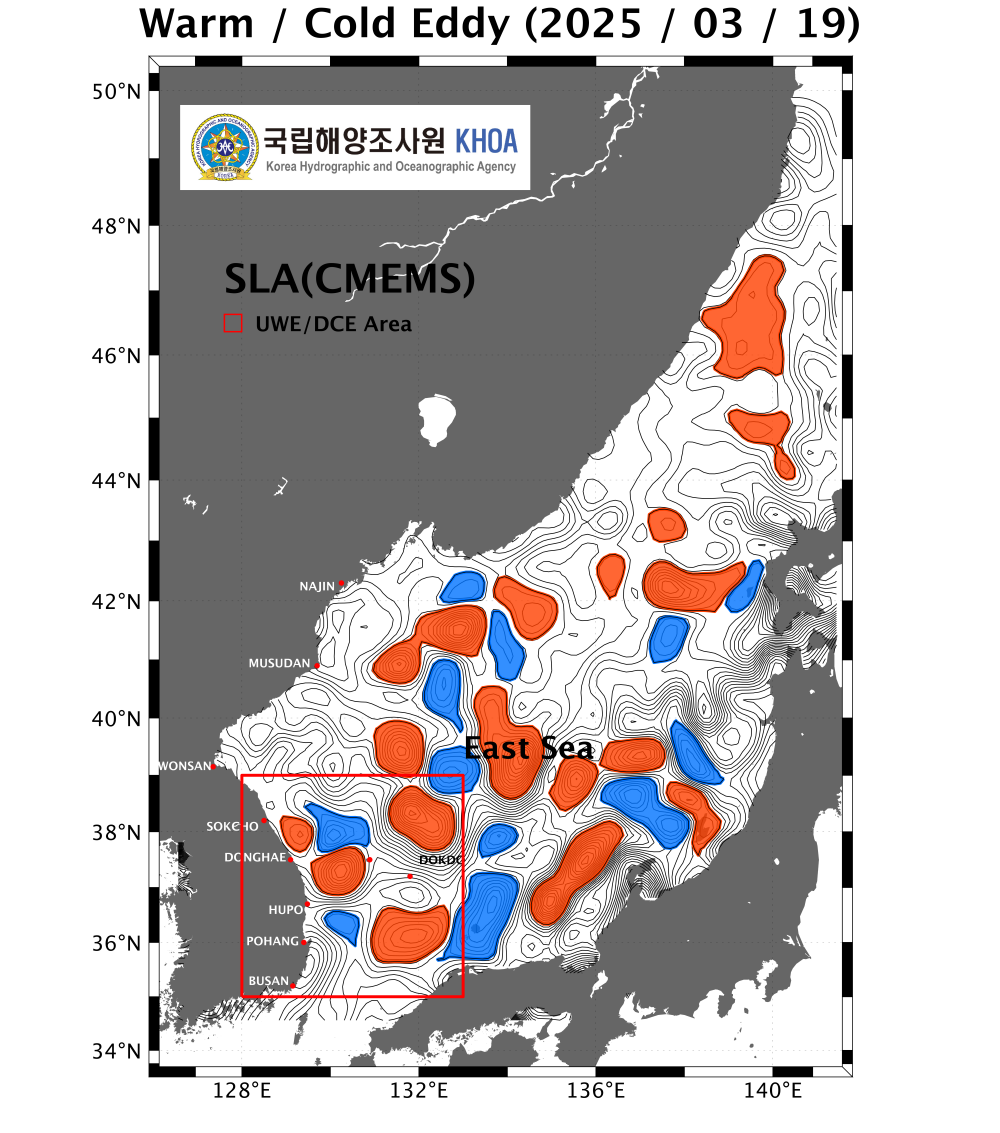 Warm / Cold Eddy (2025 / 03 / 19)
50°N
48°N
46°N
44°N
42°N
40°N
38°N
36°N
34°N
국립해양조사원 KHOA
Korea Hydrographic and Oceanographic Agency
SLA(CMEMS)
UWE/DCE Area
NAJIN
MUSUDAN
WONSAN
East Sea
SOKCHO
DONGHAE
DOKDO
HUPO
POHANG
BUSAN
128°E
132°E
136°E
140°E